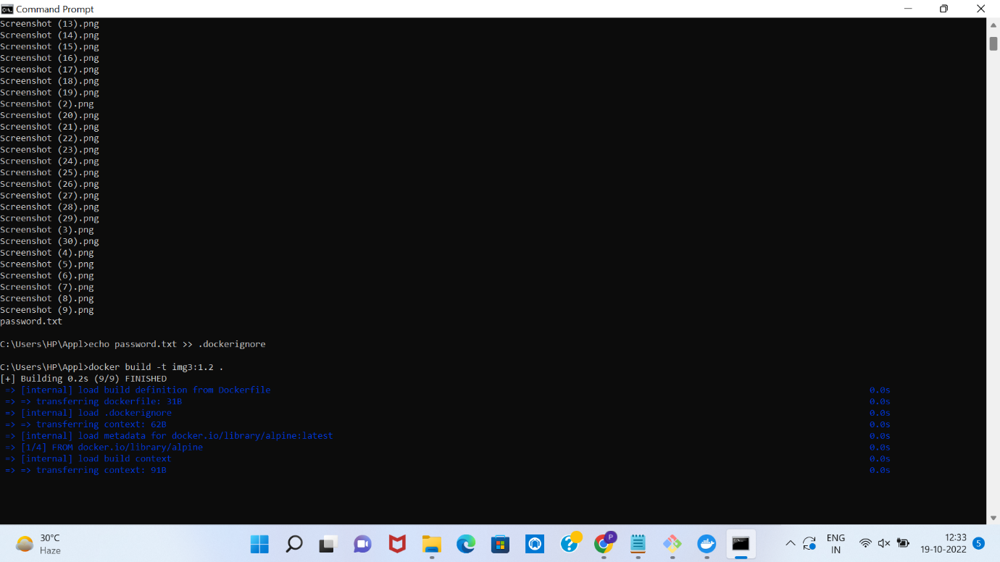 Command Prompt
Screenshot (13).png
Screenshot (14).png
Screenshot (15).png
Screenshot (16).png
Screenshot (17).png
Screenshot (18).png
Screenshot (19).png
Screenshot (2).png
Screenshot (20).png
Screenshot (21).png
Screenshot (22).png
Screenshot (23).png
Screenshot (24).png
Screenshot (25).png
Screenshot (26).png
Screenshot (27).png
Screenshot (28).png
Screenshot (29).png
Screenshot (3).png
Screenshot (30).png
Screenshot (4).png
Screenshot (5).png
Screenshot (6).png
Screenshot (7).png
Screenshot (8).png
Screenshot (9).png
password.txt
C:\Users\HP\Appl>echo password.txt >> .dockerignore
C:\Users\HP\Appl>docker build -t img3:1.2 .
[+] Building 0.2s (9/9) FINISHED
=> [internal] load build definition from Dockerfile 0.0s
=> => transferring dockerfile: 31B 0.0s
=> [internal] load .dockerignore 0.0s
=> => transferring context: 62B 0.0s
=> [internal] load metadata for docker.io/library/alpine:latest 0.0s
=> [1/4] FROM docker.io/library/alpine 0.0s
=> [internal] load build context 0.0s
=> => transferring context: 91B 0.0s
30°C
Haze
P
ENG
IN
12:33
19-10-2022
5